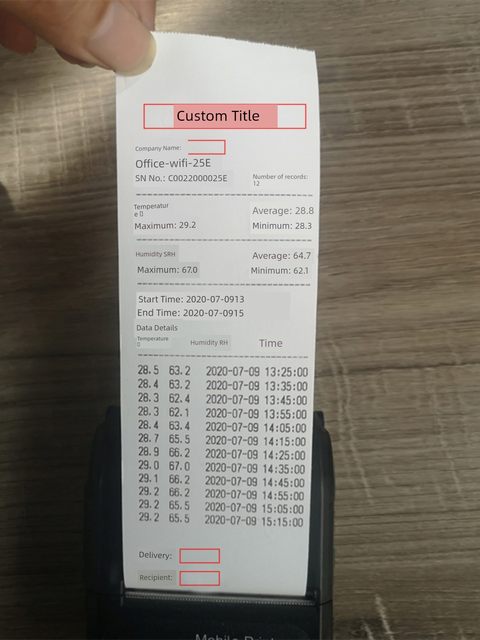 Custom Title
Company Name:
Office-wifi-25E
SN No.: C0022000025E
Number of records:
12
Temperatur
e
Average: 28.8
Maximum: 29.2
Minimum: 28.3
Humidity SRH
Average: 64.7
Maximum: 67.0
Minimum: 62.1
Start Time: 2020-07-0913
End Time: 2020-07-0915
Data Details
Temperature
Humidity RH
Time
28.5 63.2 2020-07-09 13:25:00
28.4 63.2 2020-07-09 13:35:00
28.3 62.4 2020-07-09 13:45:00
28.3 62.1 2020-07-09 13:55:00
28.4 63.4 2020-07-09 14:05:00
28.7 65.5 2020-07-09 14:15:00
28.9 66.2 2020-07-09 14:25:00
29.0 67.0 2020-07-09 14:35:00
29.1 66.2 2020-07-09 14:45:00
29.2 66.2 2020-07-09 14:55:00
29.2 65.5 2020-07-09 15:05:00
29.2 65.5 2020-07-09 15:15:00
Delivery:
Recipient:
Mobile Print